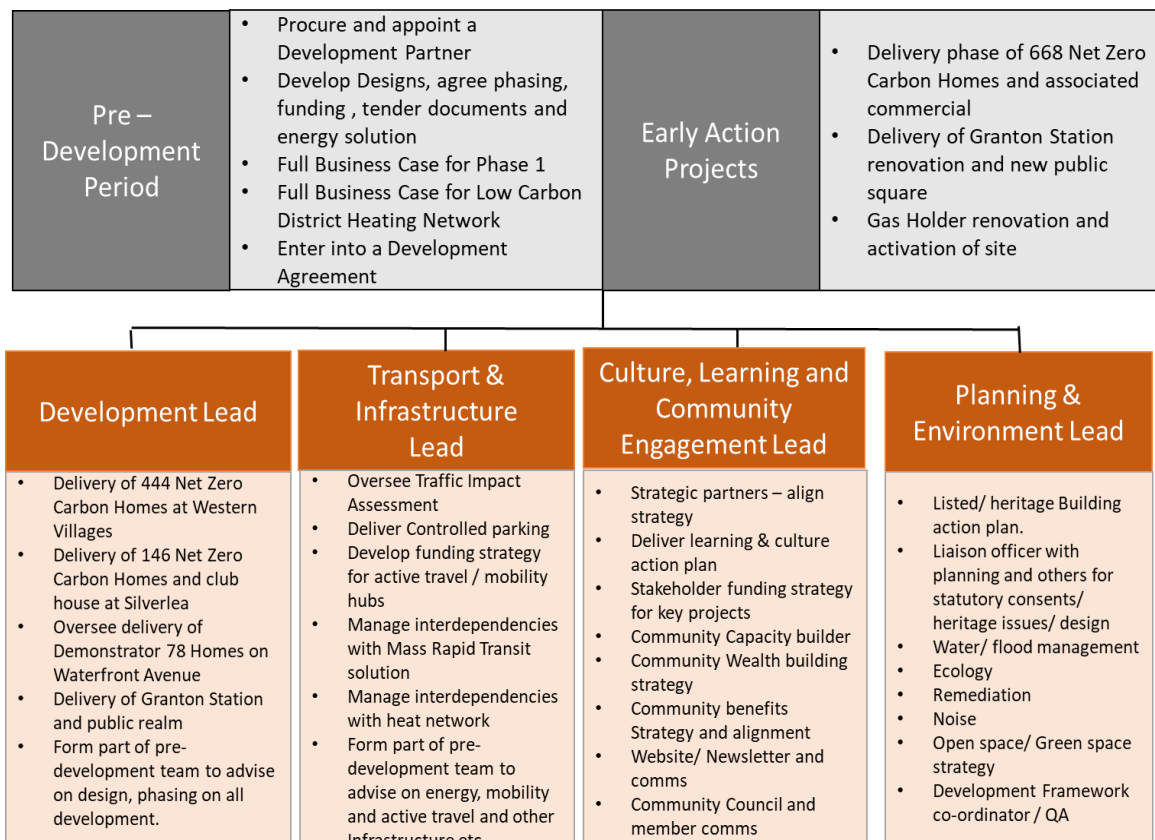 Pre –
Development
Period
• Procure and appoint a
Development Partner
• Develop Designs, agree phasing,
funding , tender documents and
energy solution
• Full Business Case for Phase 1
• Full Business Case for Low Carbon
District Heating Network
• Enter into a Development
Agreement
Early Action
Projects
• Delivery phase of 668 Net Zero
Carbon Homes and associated
commercial
• Delivery of Granton Station
renovation and new public
square
• Gas Holder renovation and
activation of site
Development Lead
• Delivery of 444 Net Zero
Carbon Homes at Western
Villages
• Delivery of 146 Net Zero
Carbon Homes and club
house at Silverlea
• Oversee delivery of
Demonstrator 78 Homes on
Waterfront Avenue
• Delivery of Granton Station
and public realm
• Form part of pre-
development team to advise
on design, phasing on all
development.
Transport &
Infrastructure
Lead
• Oversee Traffic Impact
Assessment
• Deliver Controlled parking
• Develop funding strategy
for active travel / mobility
hubs
• Manage interdependencies
with Mass Rapid Transit
solution
• Manage interdependencies
with heat network
• Form part of pre-
development team to
advise on energy, mobility
and active travel and other
Infrastructure etc
Culture, Learning and
Community
Engagement Lead
• Strategic partners – align
strategy
• Deliver learning & culture
action plan
• Stakeholder funding strategy
for key projects
• Community Capacity builder
• Community Wealth building
strategy
• Community benefits
Strategy and alignment
• Website/ Newsletter and
comms
• Community Council and
member comms
Planning &
Environment Lead
• Listed/ heritage Building
action plan.
• Liaison officer with
planning and others for
statutory consents/
heritage issues/ design
• Water/ flood management
• Ecology
• Remediation
• Noise
• Open space/ Green space
strategy
• Development Framework
co-ordinator / QA